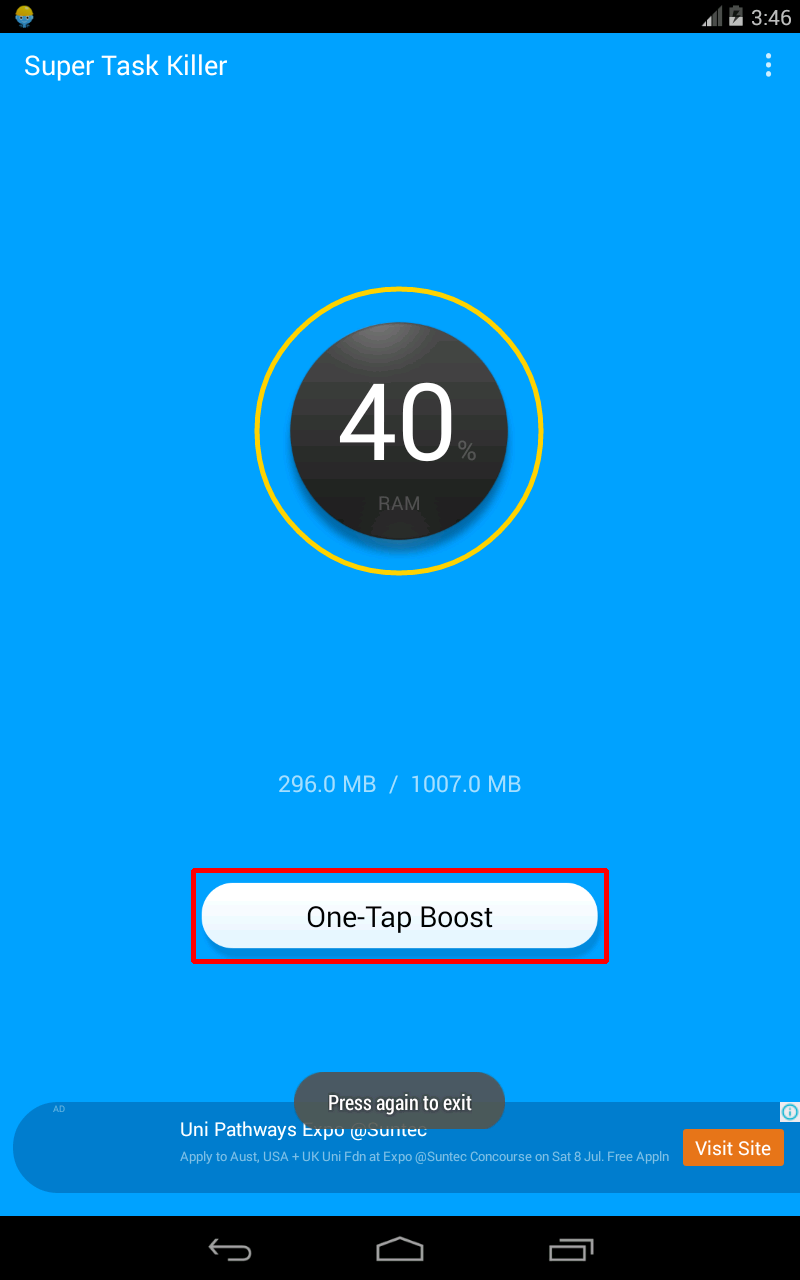 3:46
Super Task Killer
40%
RAM
296.0 MB / 1007.0 MB
One-Tap Boost
Press again to exit
AD
Uni Pathways Expo @Suntec
Apply to Aust, USA + UK Uni Fdn at Expo @Suntec Concourse on Sat 8 Jul. Free Appln
Visit Site